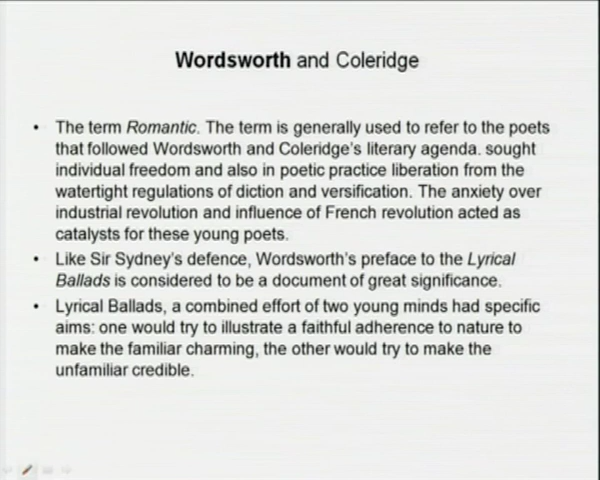 Wordsworth and Coleridge
• The term Romantic. The term is generally used to refer to the poets
that followed Wordsworth and Coleridge's literary agenda. sought
individual freedom and also in poetic practice liberation from the
watertight regulations of diction and versification. The anxiety over
industrial revolution and influence of French revolution acted as
catalysts for these young poets.
• Like Sir Sydney's defence, Wordsworth's preface to the Lyrical
Ballads is considered to be a document of great significance.
• Lyrical Ballads, a combined effort of two young minds had specific
aims: one would try to illustrate a faithful adherence to nature to
make the familiar charming, the other would try to make the
unfamiliar credible.